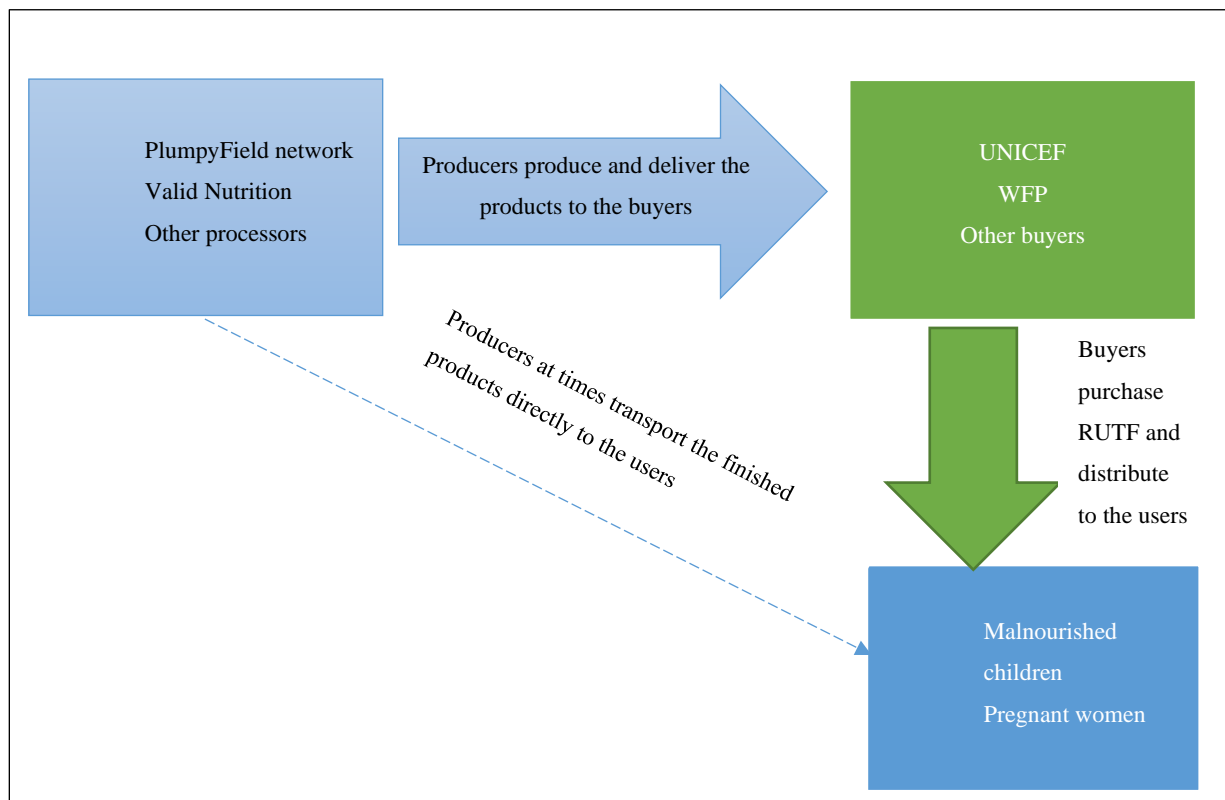 PlumpyField network
Valid Nutrition
Other processors
Producers produce and deliver the
products to the buyers
UNICEF
WFP
Other buyers
Producers at times transport the finished
products directly to the users
Buyers
purchase
RUTF and
distribute
to the users
Malnourished
children
Pregnant women